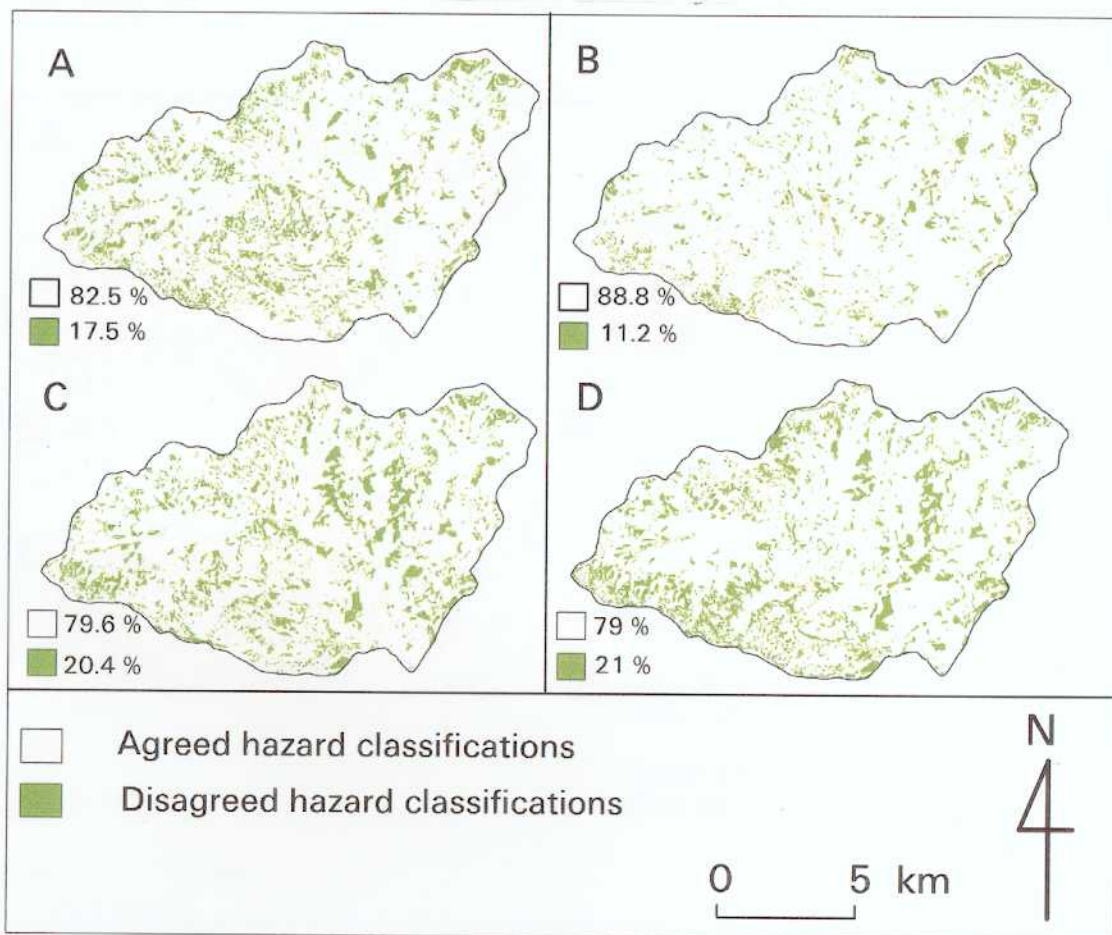 A
82.5 %
17.5 %
B
88.8 %
11.2 %
C
79.6 %
20.4 %
D
79 %
21 %
Agreed hazard classifications
Disagreed hazard classifications
N
0 5 km